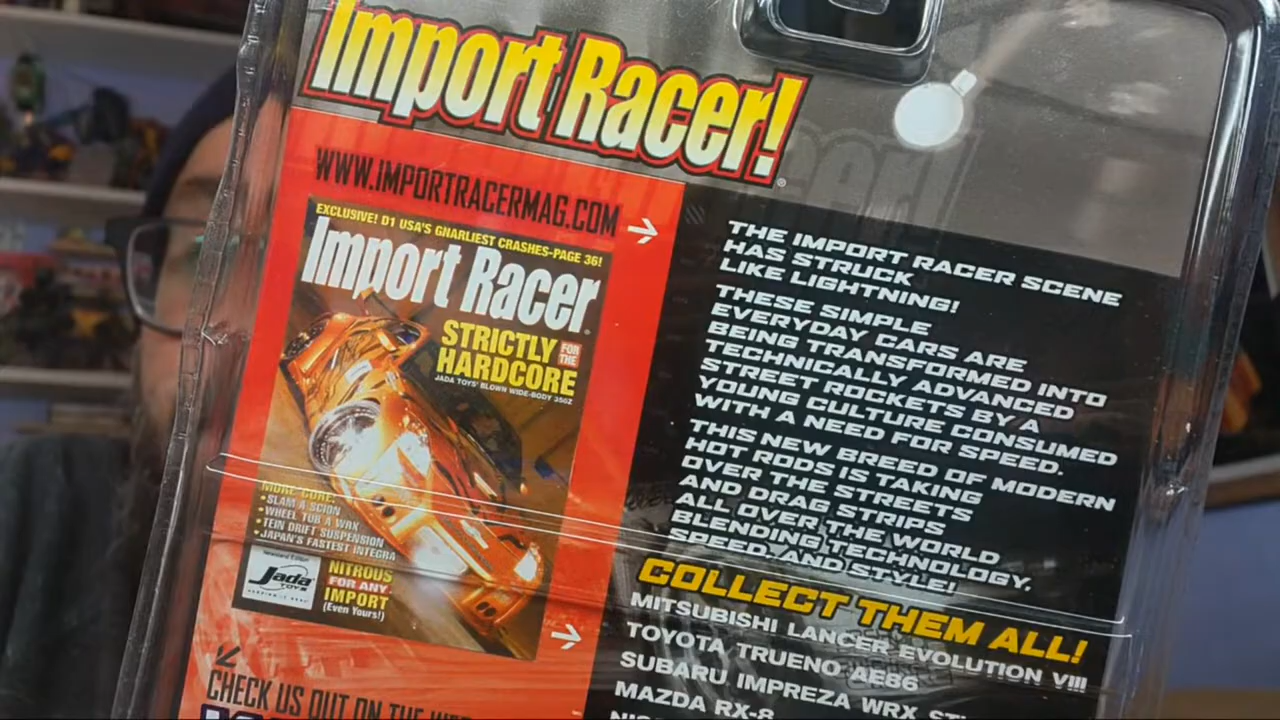 Import Racer!
WWW.IMPORTRACERMAG.COM
EXCLUSIVE! D1 USA'S GNARLIEST CRASHES-PAGE 36!
Import Racer
STRICTLY
FOR THE
HARDCORE
JADA TOYS' BLOWN WIDE-BODY 350Z
MORE CORE:
• SLAM A SCION
• WHEEL TUB A WRX
• TEIN DRIFT SUSPENSION
• JAPAN'S FASTEST INTEGRA
Jada
TOYS
NITROUS
FOR ANY
IMPORT
(Even Yours!)
CHECK US OUT ON THE
THE IMPORT RACER SCENE
HAS STRUCK
LIKE LIGHTNING!
THESE SIMPLE
EVERYDAY CARS ARE
BEING TRANSFORMED INTO
TECHNICALLY ADVANCED
STREET ROCKETS BY A
YOUNG CULTURE CONSUMED
WITH A NEED FOR SPEED.
THIS NEW BREED OF MODERN
HOT RODS IS TAKING
OVER THE STREETS
AND DRAG STRIPS
ALL OVER THE WORLD
BLENDING TECHNOLOGY,
SPEED, AND STYLE!
COLLECT THEM ALL!
MITSUBISHI LANCER EVOLUTION VIII
TOYOTA TRUENO AE86
SUBARU IMPREZA WRX STI
MAZDA RX-8